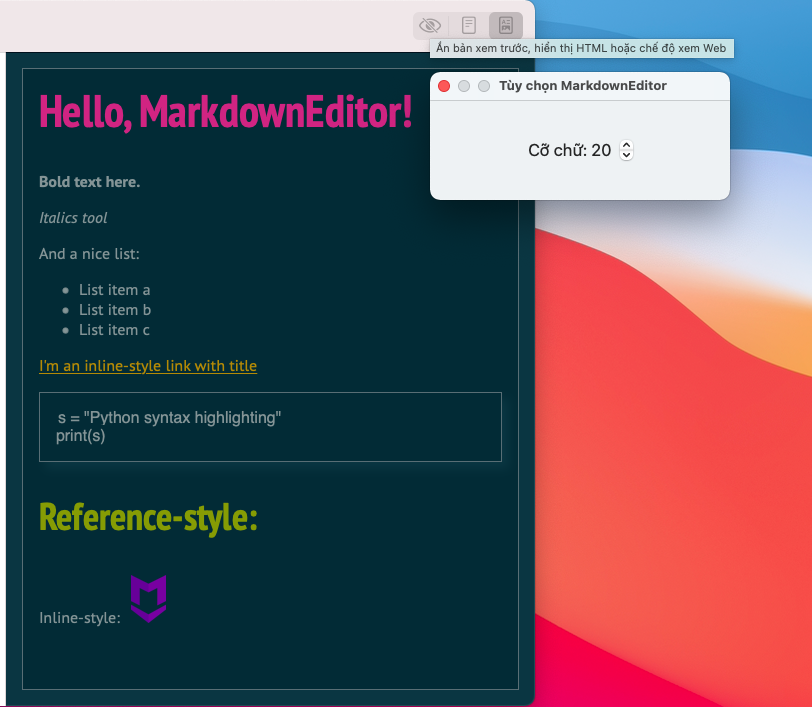 Ẩn bản xem trước, hiển thị HTML hoặc chế độ xem Web
Tùy chọn MarkdownEditor
Cỡ chữ: 20
Hello, MarkdownEditor!
Bold text here.
Italics tool
And a nice list:
List item a
List item b
List item c
I'm an inline-style link with title
s = "Python syntax highlighting"
print(s)
Reference-style:
Inline-style: